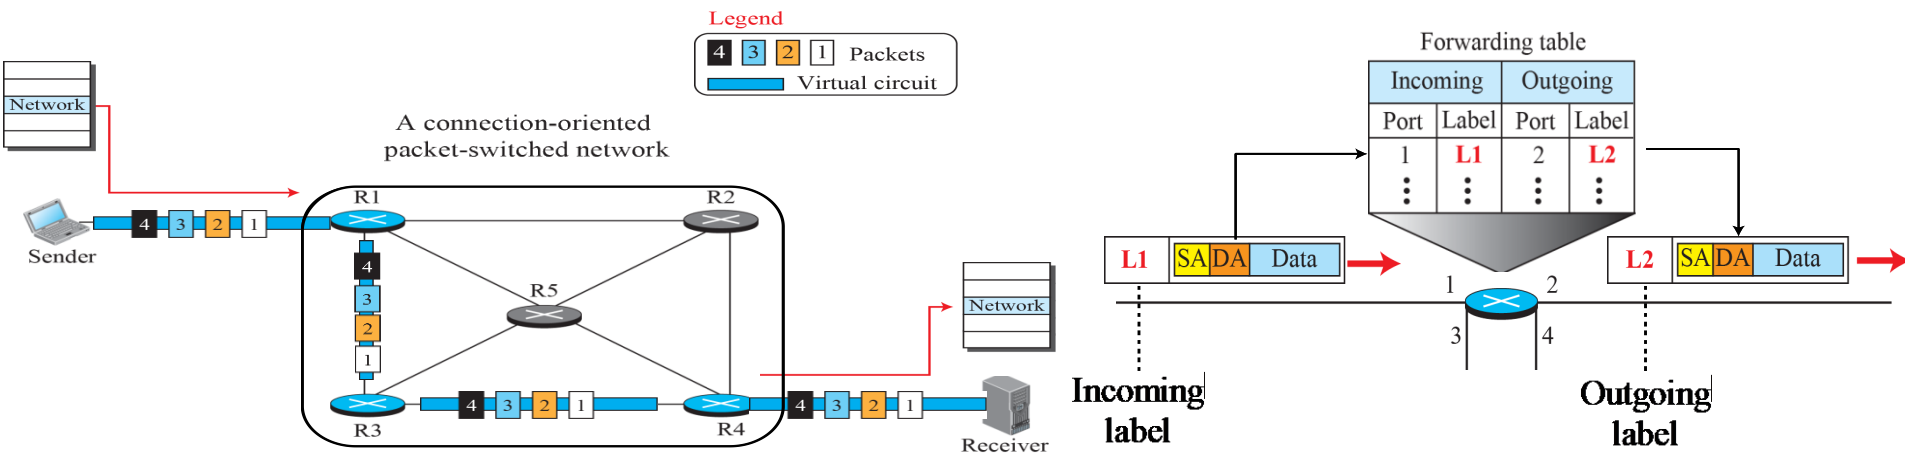 Legend
4 3 2 1 Packets
Virtual circuit
Network
A connection-oriented
packet-switched network
Sender
4 3 2 1
R1
R2
4
3
2
1
R5
R3
4 3 2 1
R4
4 3 2 1
Network
Receiver
Forwarding table
Incoming Outgoing
Port Label Port Label
1 L1 2 L2
L1 SA DA Data
L2 SA DA Data
1 2
3 4
Incoming
label
Outgoing
label